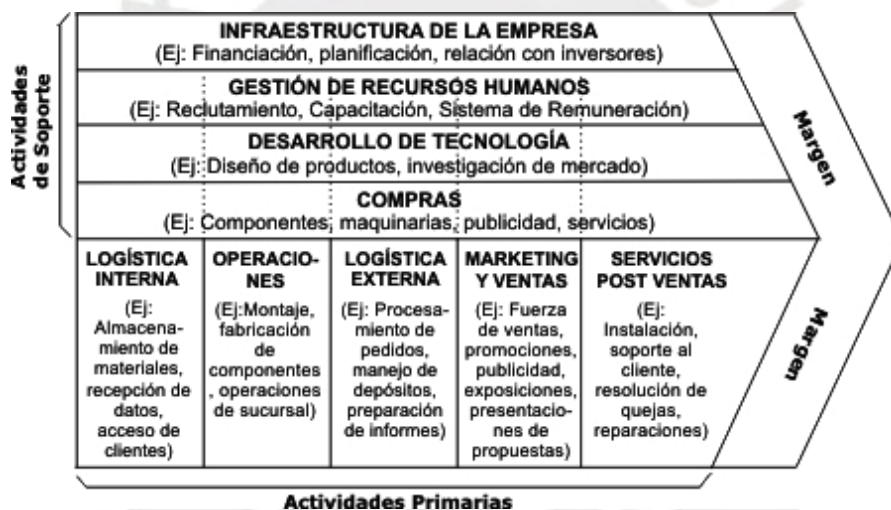 Actividades
de Soporte
INFRAESTRUCTURA DE LA EMPRESA
(Ej: Financiación, planificación, relación con inversores)
GESTIÓN DE RECURSOS HUMANOS
(Ej: Reclutamiento, Capacitación, Sistema de Remuneración)
DESARROLLO DE TECNOLOGÍA
(Ej: Diseño de productos, investigación de mercado)
COMPRAS
(Ej: Componentes, maquinarias, publicidad, servicios)
Margen
LOGÍSTICA
INTERNA
(Ej:
Almacena-
miento de
materiales,
recepción de
datos,
acceso de
clientes)
OPERACIO-
NES
(Ej:Montaje,
fabricación
de
componentes
, operaciones
de sucursal)
LOGÍSTICA
EXTERNA
(Ej: Procesa-
miento de
pedidos,
manejo de
depósitos,
preparación
de informes)
MARKETING
Y VENTAS
(Ej: Fuerza
de ventas,
promociones,
publicidad,
exposiciones,
presentacio-
nes de
propuestas)
SERVICIOS
POST VENTAS
(Ej:
Instalación,
soporte al
cliente,
resolución de
quejas,
reparaciones)
Margen
Actividades Primarias